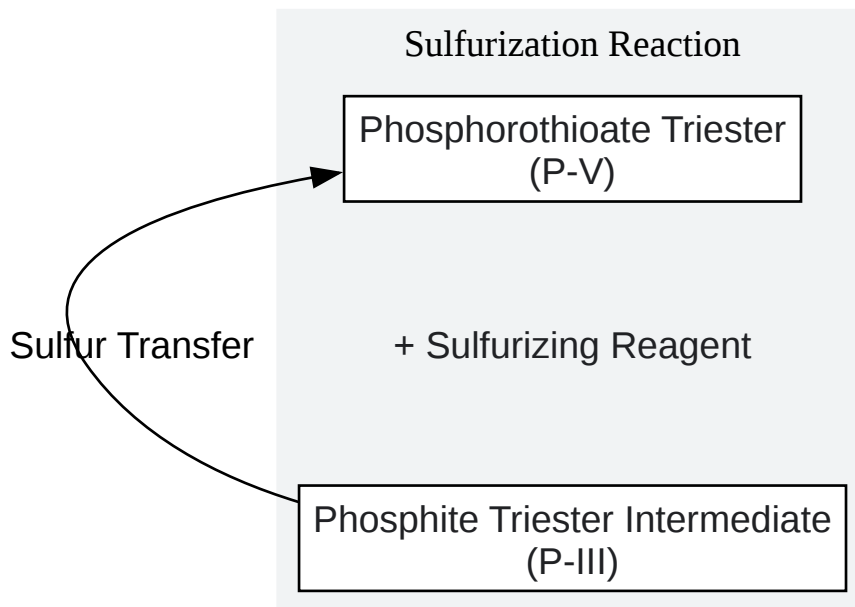 Sulfurization Reaction
Phosphorothioate Triester
(P-V)
Sulfur Transfer
+ Sulfurizing Reagent
Phosphite Triester Intermediate
(P-III)